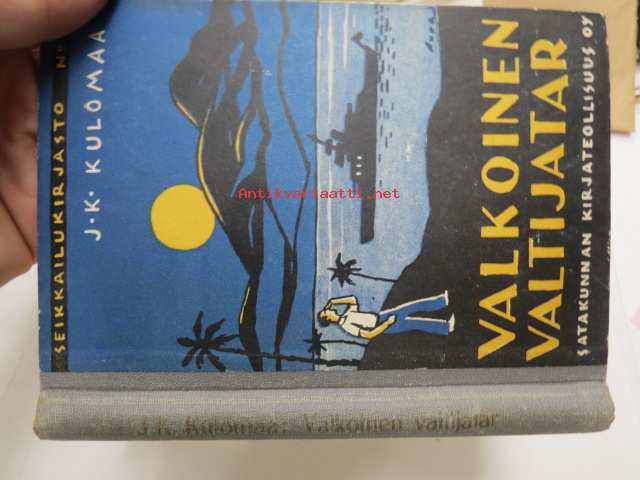 SEIKKAILUKIRJASTO N:o
J. K. KULOMAA
VALKOINEN
VALTIJATAR
SATAKUNNAN KIRJATEOLLISUUS OY
J. K. Kulomaa: Valkoinen valtijatar
Antikvariaatti.net